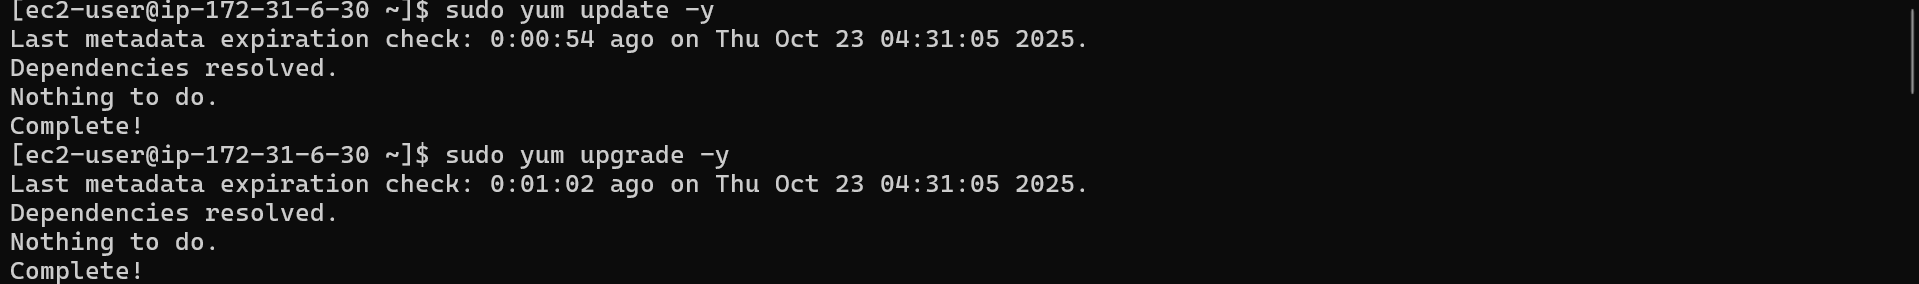 [ec2-user@ip-172-31-6-30 ~]$ sudo yum update -y
Last metadata expiration check: 0:00:54 ago on Thu Oct 23 04:31:05 2025.
Dependencies resolved.
Nothing to do.
Complete!
[ec2-user@ip-172-31-6-30 ~]$ sudo yum upgrade -y
Last metadata expiration check: 0:01:02 ago on Thu Oct 23 04:31:05 2025.
Dependencies resolved.
Nothing to do.
Complete!